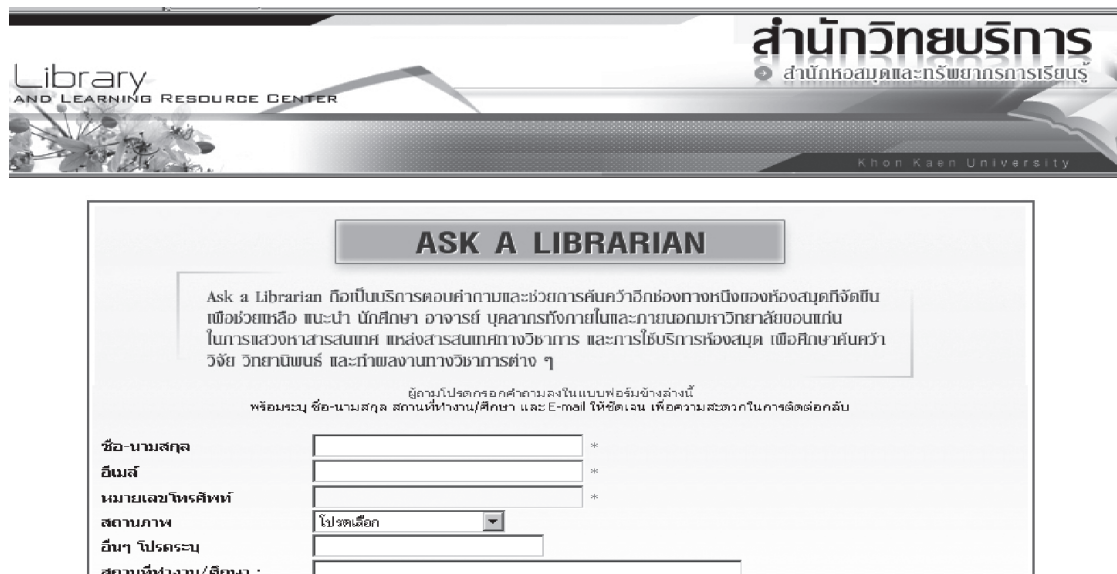 สำนักวิทยบริการ
สำนักหอสมุดและทรัพยากรการเรียนรู้
Library
AND LEARNING RESOURCE CENTER
Khon Kaen University
ASK A LIBRARIAN
Ask a Librarian ถือเป็นบริการตอบคำถามและช่วยการค้นคว้าอีกช่องทางหนึ่งของห้องสมุดที่จัดขึ้น
เพื่อช่วยเหลือ แนะนำ นักศึกษา อาจารย์ บุคลากรทั้งภายในและภายนอกมหาวิทยาลัยขอนแก่น
ในการแสวงหาสารสนเทศ แหล่งสารสนเทศทางวิชาการ และการใช้บริการห้องสมุด เพื่อศึกษาค้นคว้า
วิจัย วิทยานิพนธ์ และทำผลงานทางวิชาการต่าง ๆ
ผู้ถามโปรดกรอกคำถามลงในแบบฟอร์มข้างล่างนี้
พร้อมระบุ ชื่อ-นามสกุล สถานที่ทำงาน/ศึกษา และ E-mail ให้ชัดเจน เพื่อความสะดวกในการติดต่อกลับ
ชื่อ-นามสกุล *
อีเมล์ *
หมายเลขโทรศัพท์ *
สถานภาพ โปรดเลือก
อื่นๆ โปรดระบุ
สถานที่ทำงาน/ศึกษา :